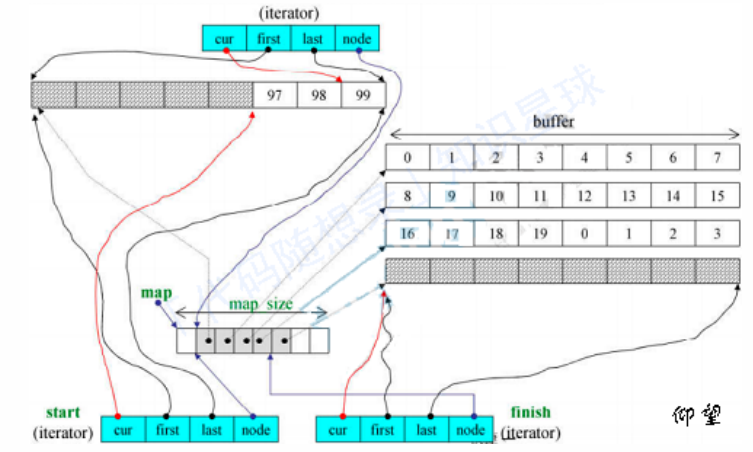 (iterator)
cur first last node
97 98 99
buffer
0 1 2 3 4 5 6 7
8 9 10 11 12 13 14 15
16 17 18 19 0 1 2 3
map
map size
start
(iterator)
cur first last node
cur first last node
finish
(iterator)
仰望
代码随想录 | 知识星球